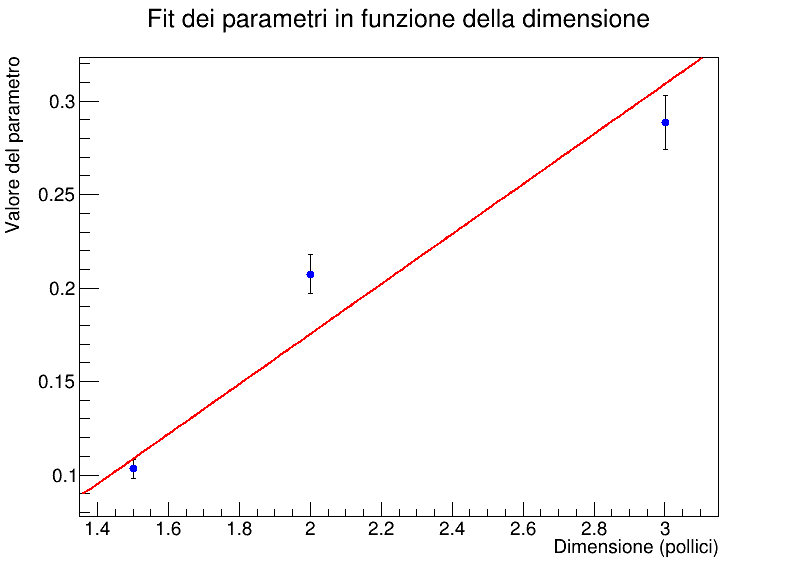 Fit dei parametri in funzione della dimensione
Valore del parametro
0.3
0.25
0.2
0.15
0.1
1.4 1.6 1.8 2 2.2 2.4 2.6 2.8 3
Dimensione (pollici)